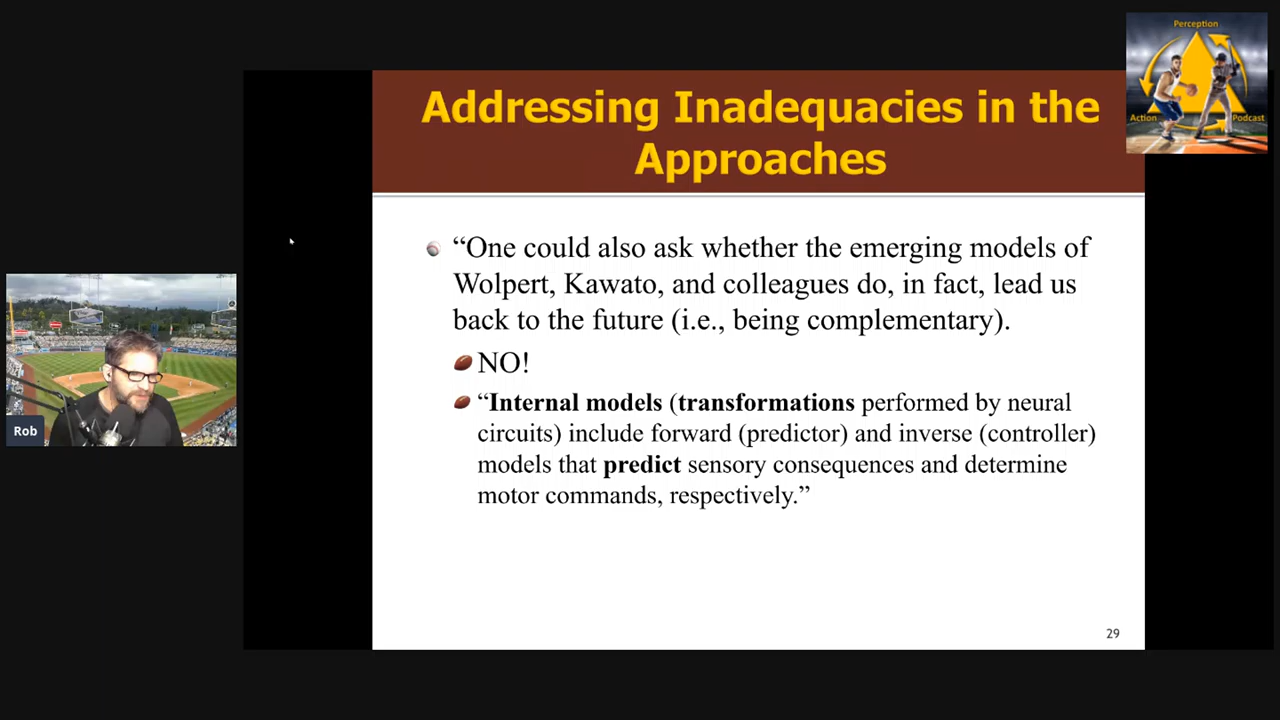 Perception
Action
Podcast
Addressing Inadequacies in the
Approaches
“One could also ask whether the emerging models of
Wolpert, Kawato, and colleagues do, in fact, lead us
back to the future (i.e., being complementary).
NO!
“Internal models (transformations performed by neural
circuits) include forward (predictor) and inverse (controller)
models that predict sensory consequences and determine
motor commands, respectively.”
Rob
29